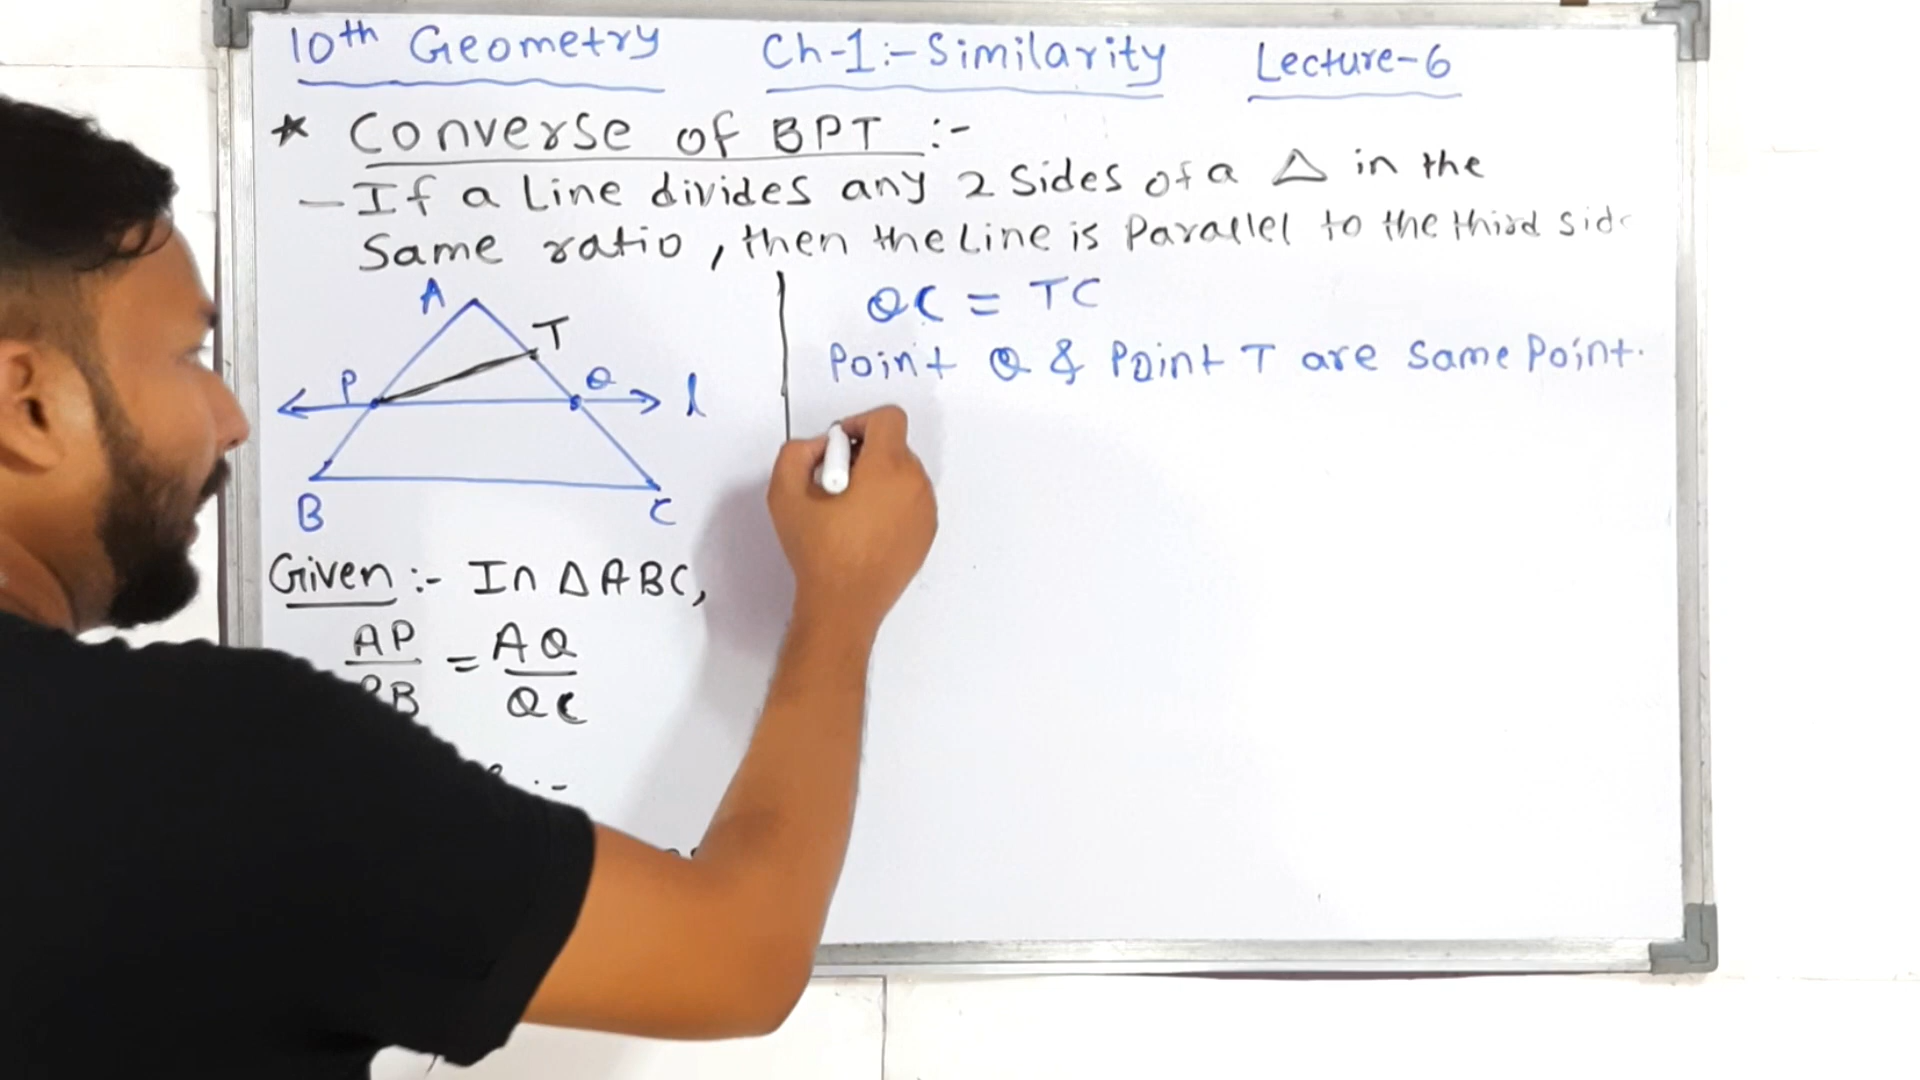 10th Geometry Ch-1:- Similarity Lecture-6
* Converse of BPT :-
- If a Line divides any 2 Sides of a △ in the
Same ratio, then the Line is Parallel to the third
A
T
P Q l
B C
QC = TC
Point Q & Point T are Same Point.
Given :- In △ABC,
AP = AQ
QC